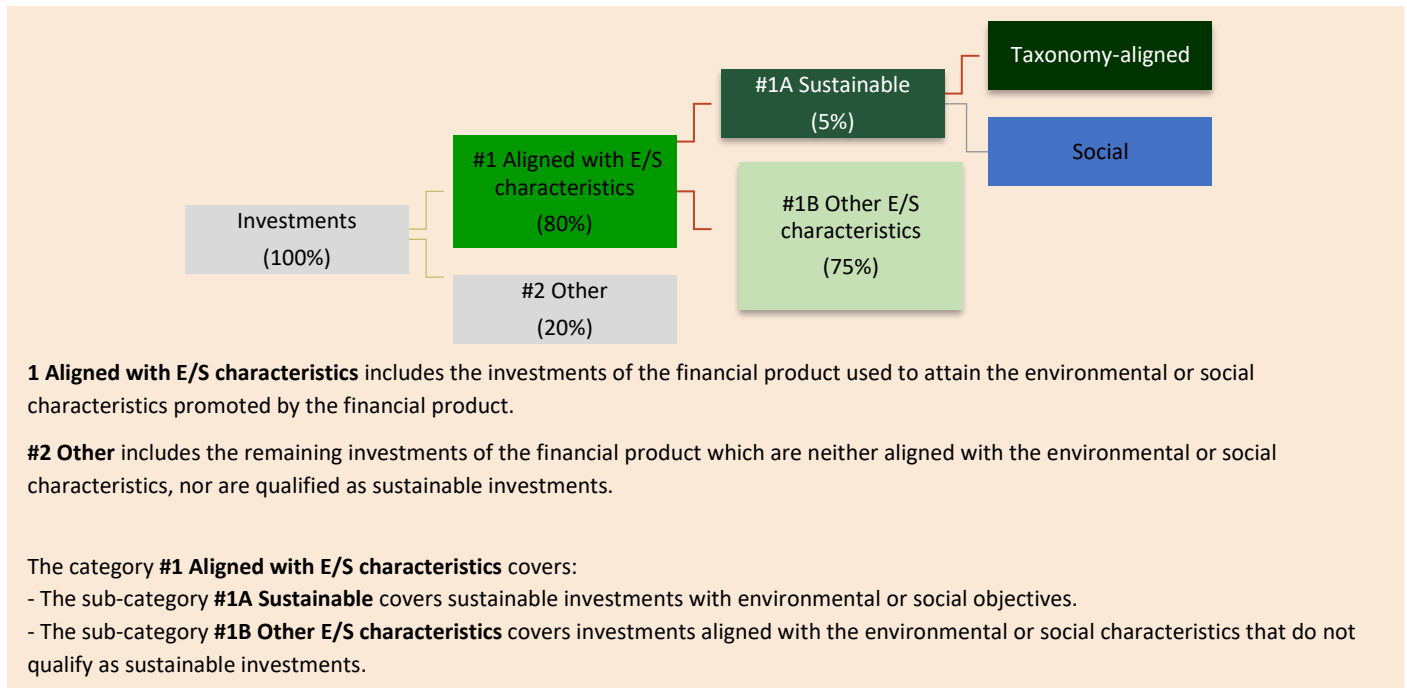 Taxonomy-aligned
#1A Sustainable
(5%)
Social
#1 Aligned with E/S
characteristics
(80%)
#1B Other E/S
characteristics
(75%)
Investments
(100%)
#2 Other
(20%)
1 Aligned with E/S characteristics includes the investments of the financial product used to attain the environmental or social
characteristics promoted by the financial product.
#2 Other includes the remaining investments of the financial product which are neither aligned with the environmental or social
characteristics, nor are qualified as sustainable investments.
The category #1 Aligned with E/S characteristics covers:
- The sub-category #1A Sustainable covers sustainable investments with environmental or social objectives.
- The sub-category #1B Other E/S characteristics covers investments aligned with the environmental or social characteristics that do not
qualify as sustainable investments.